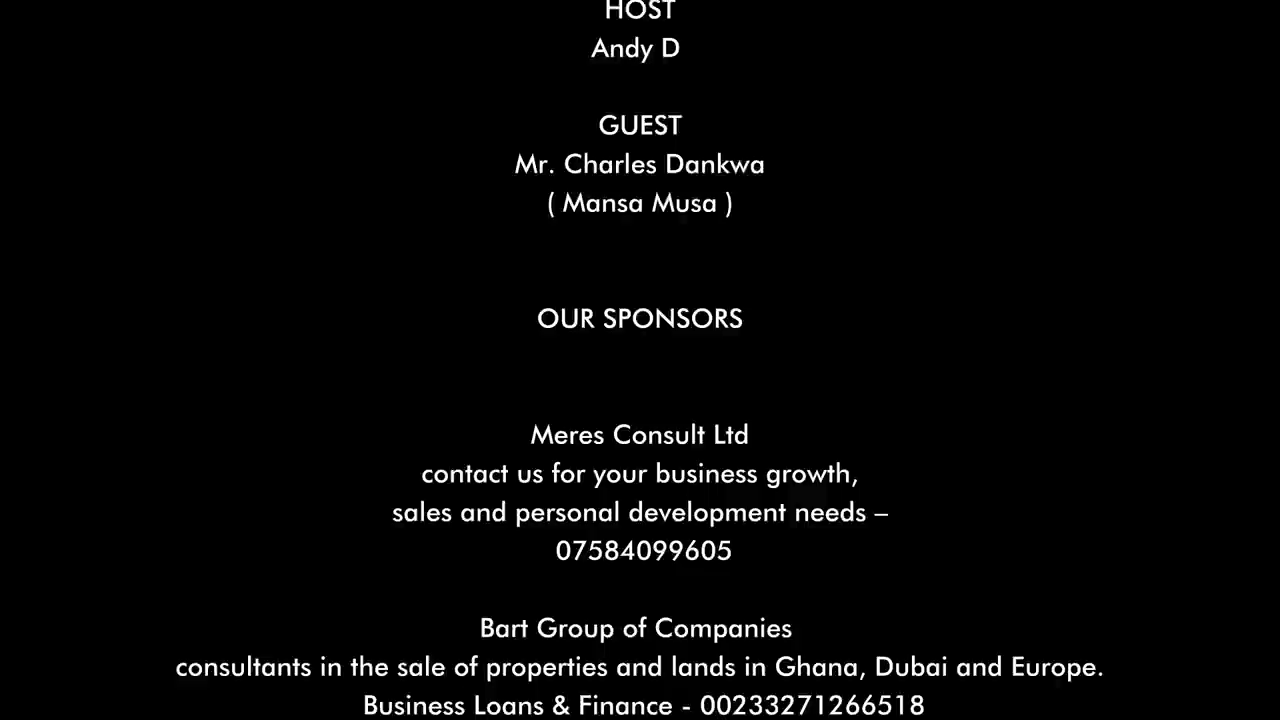 HOST
Andy D
GUEST
Mr. Charles Dankwa
( Mansa Musa )
OUR SPONSORS
Meres Consult Ltd
contact us for your business growth,
sales and personal development needs –
07584099605
Bart Group of Companies
consultants in the sale of properties and lands in Ghana, Dubai and Europe.
Business Loans & Finance - 00233271266518